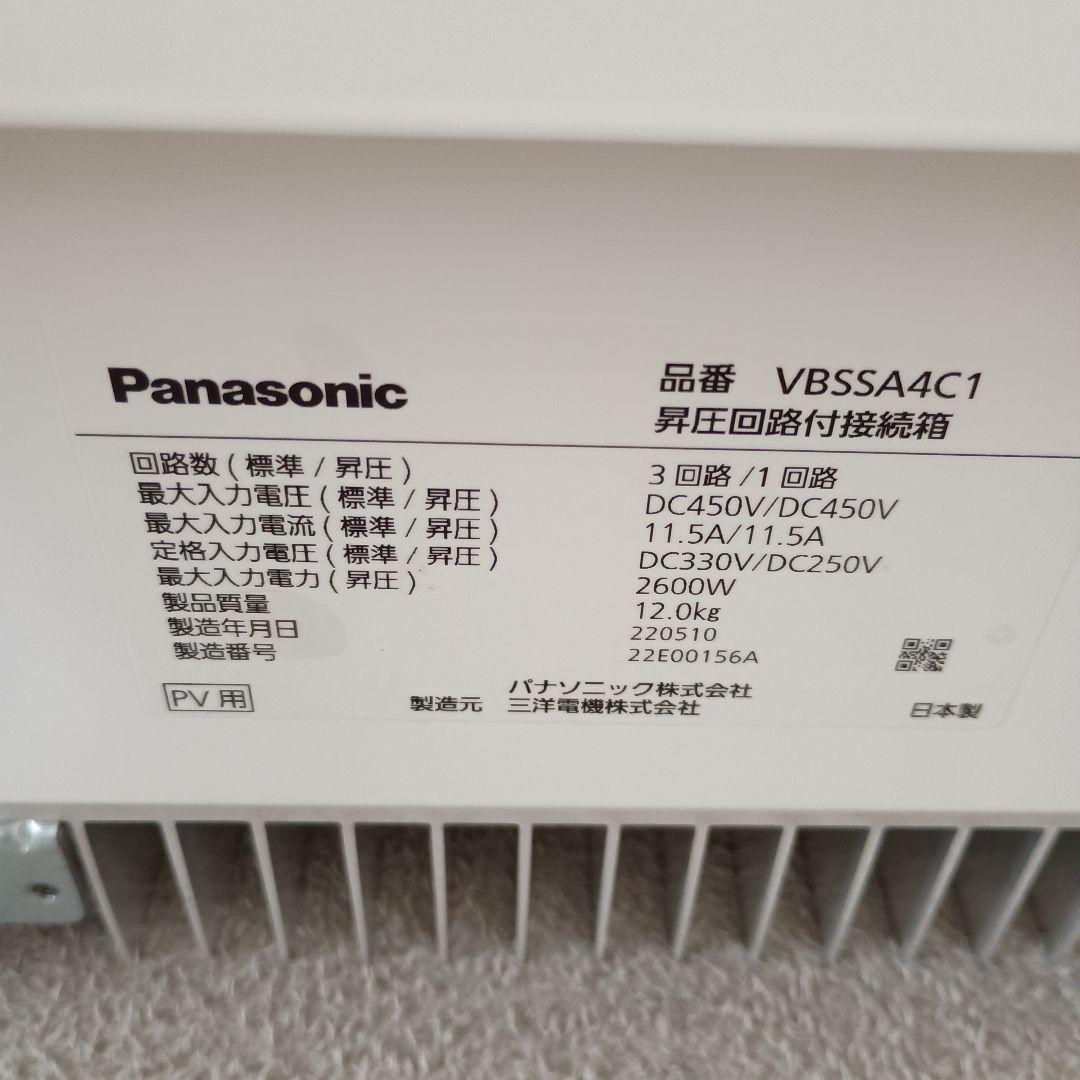 Panasonic 品番 VBSSA4C1
昇圧回路付接続箱
回路数 ( 標準 / 昇圧 ) 3 回路 /1 回路
最大入力電圧 ( 標準 / 昇圧 ) DC450V/DC450V
最大入力電流 ( 標準 / 昇圧 ) 11.5A/11.5A
定格入力電圧 ( 標準 / 昇圧 ) DC330V/DC250V
最大入力電力 ( 昇圧 ) 2600W
製品質量 12.0kg
製造年月日 220510
製造番号 22E00156A
PV 用 製造元 パナソニック株式会社
三洋電機株式会社 日本製